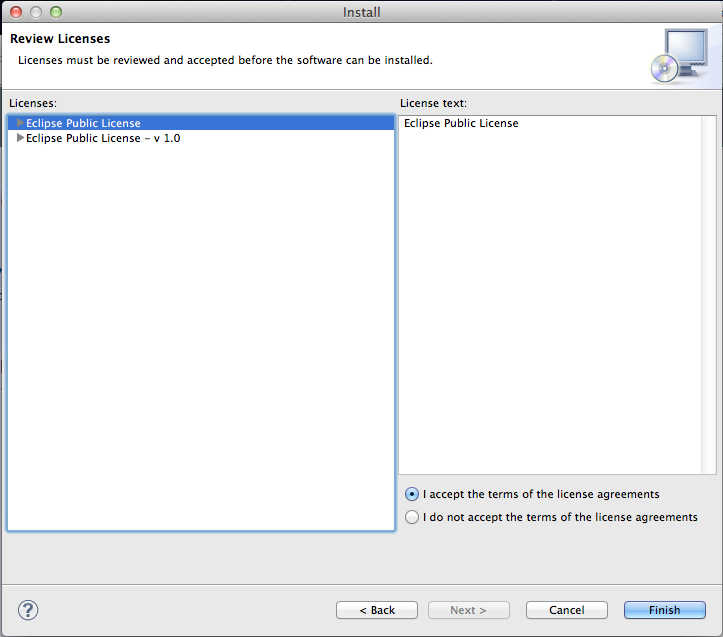 Install
Review Licenses
Licenses must be reviewed and accepted before the software can be installed.
Licenses:
Eclipse Public License
Eclipse Public License - v 1.0
License text:
Eclipse Public License
I accept the terms of the license agreements
I do not accept the terms of the license agreements
?
< Back
Next >
Cancel
Finish